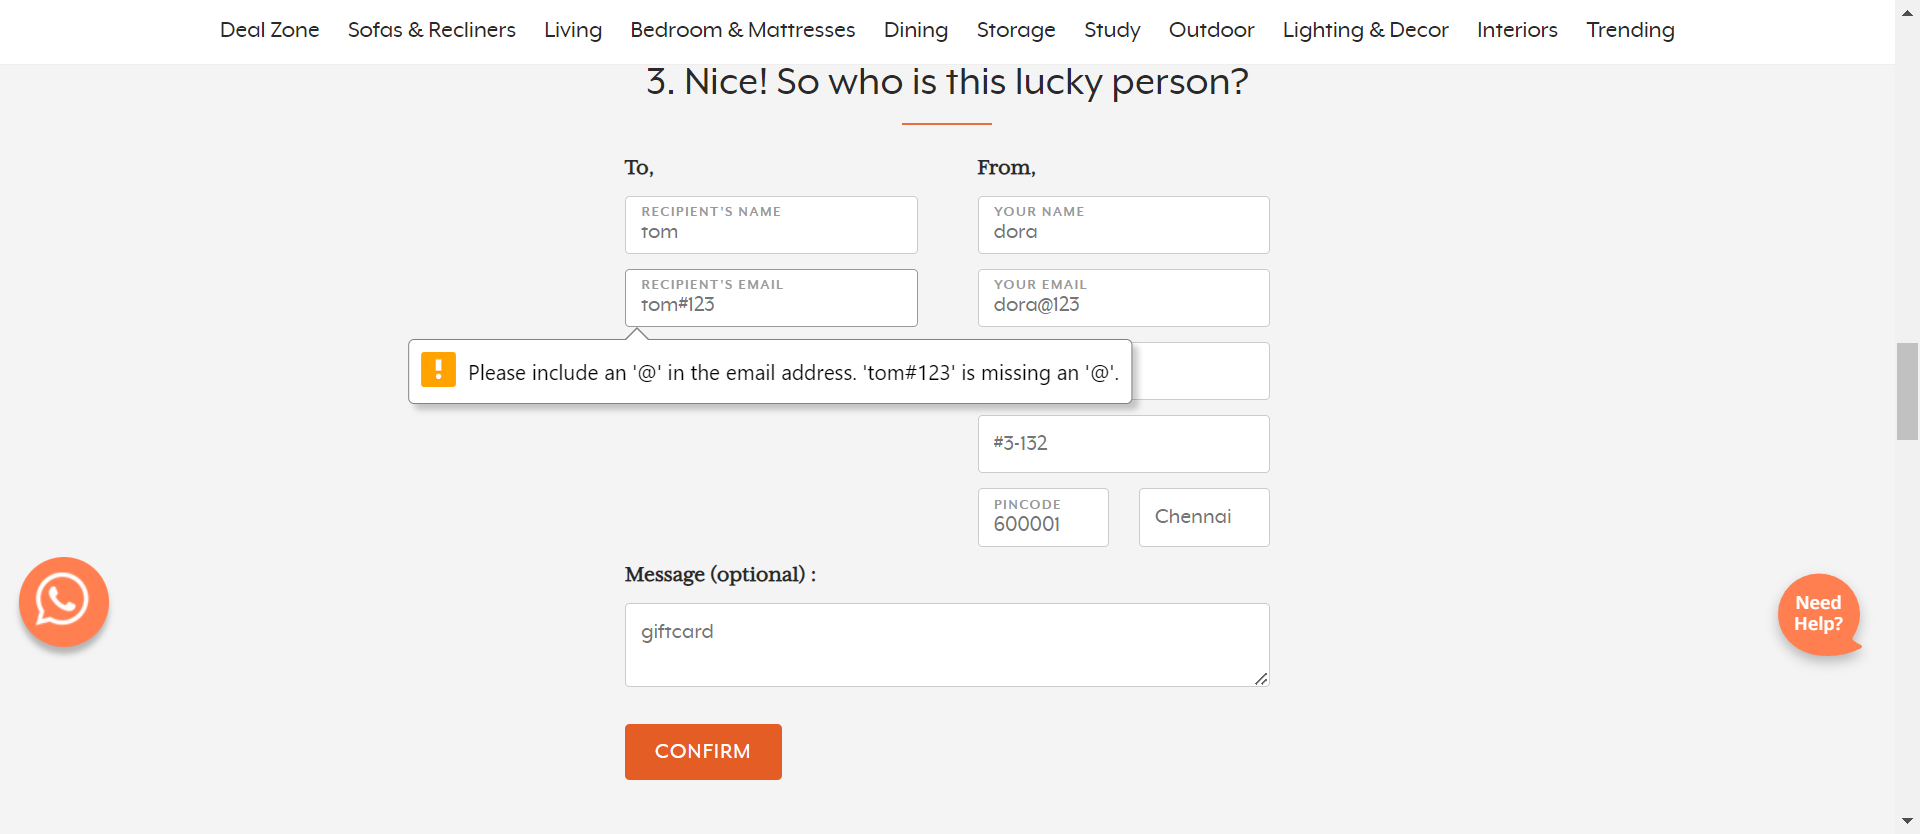 Deal Zone Sofas & Recliners Living Bedroom & Mattresses Dining Storage Study Outdoor Lighting & Decor Interiors Trending
3. Nice! So who is this lucky person?
To,
From,
RECIPIENT'S NAME
tom
YOUR NAME
dora
RECIPIENT'S EMAIL
tom#123
YOUR EMAIL
dora@123
Please include an '@' in the email address. 'tom#123' is missing an '@'.
#3-132
PINCODE
600001
Chennai
Message (optional) :
giftcard
Need
Help?
CONFIRM